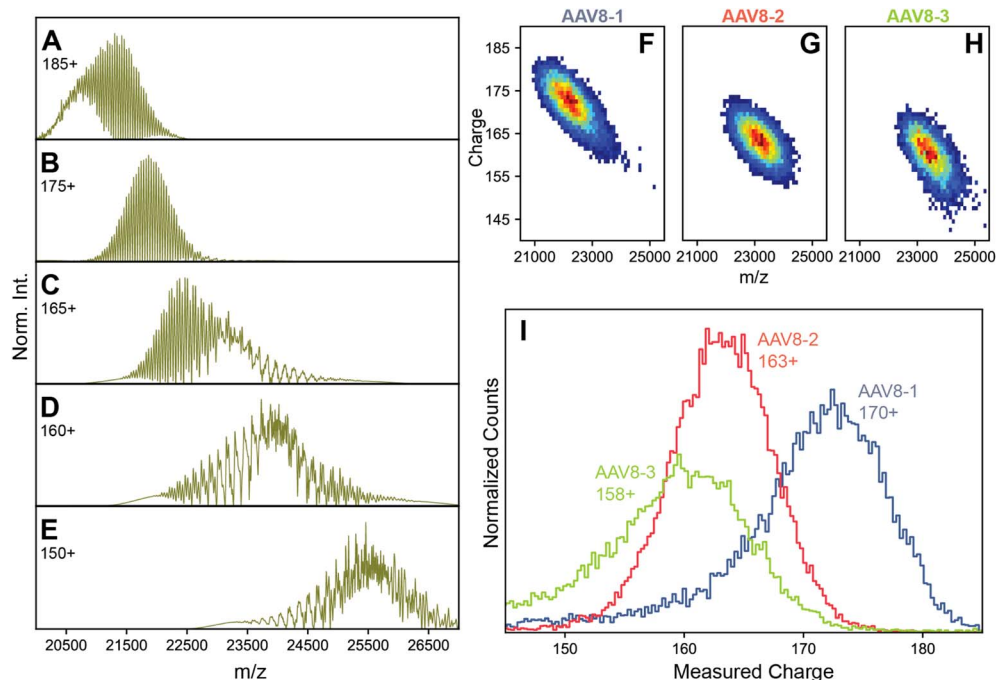 A
185+
B
175+
C
165+
D
160+
E
150+
Norm. Int.
20500 21500 22500 23500 24500 25500 26500
m/z
AAV8-1 AAV8-2 AAV8-3
F G H
185
175
165
155
145
Charge
21000 23000 25000 21000 23000 25000 21000 23000 25000
m/z
I
AAV8-2
163+
AAV8-1
170+
AAV8-3
158+
Normalized Counts
150 160 170 180
Measured Charge